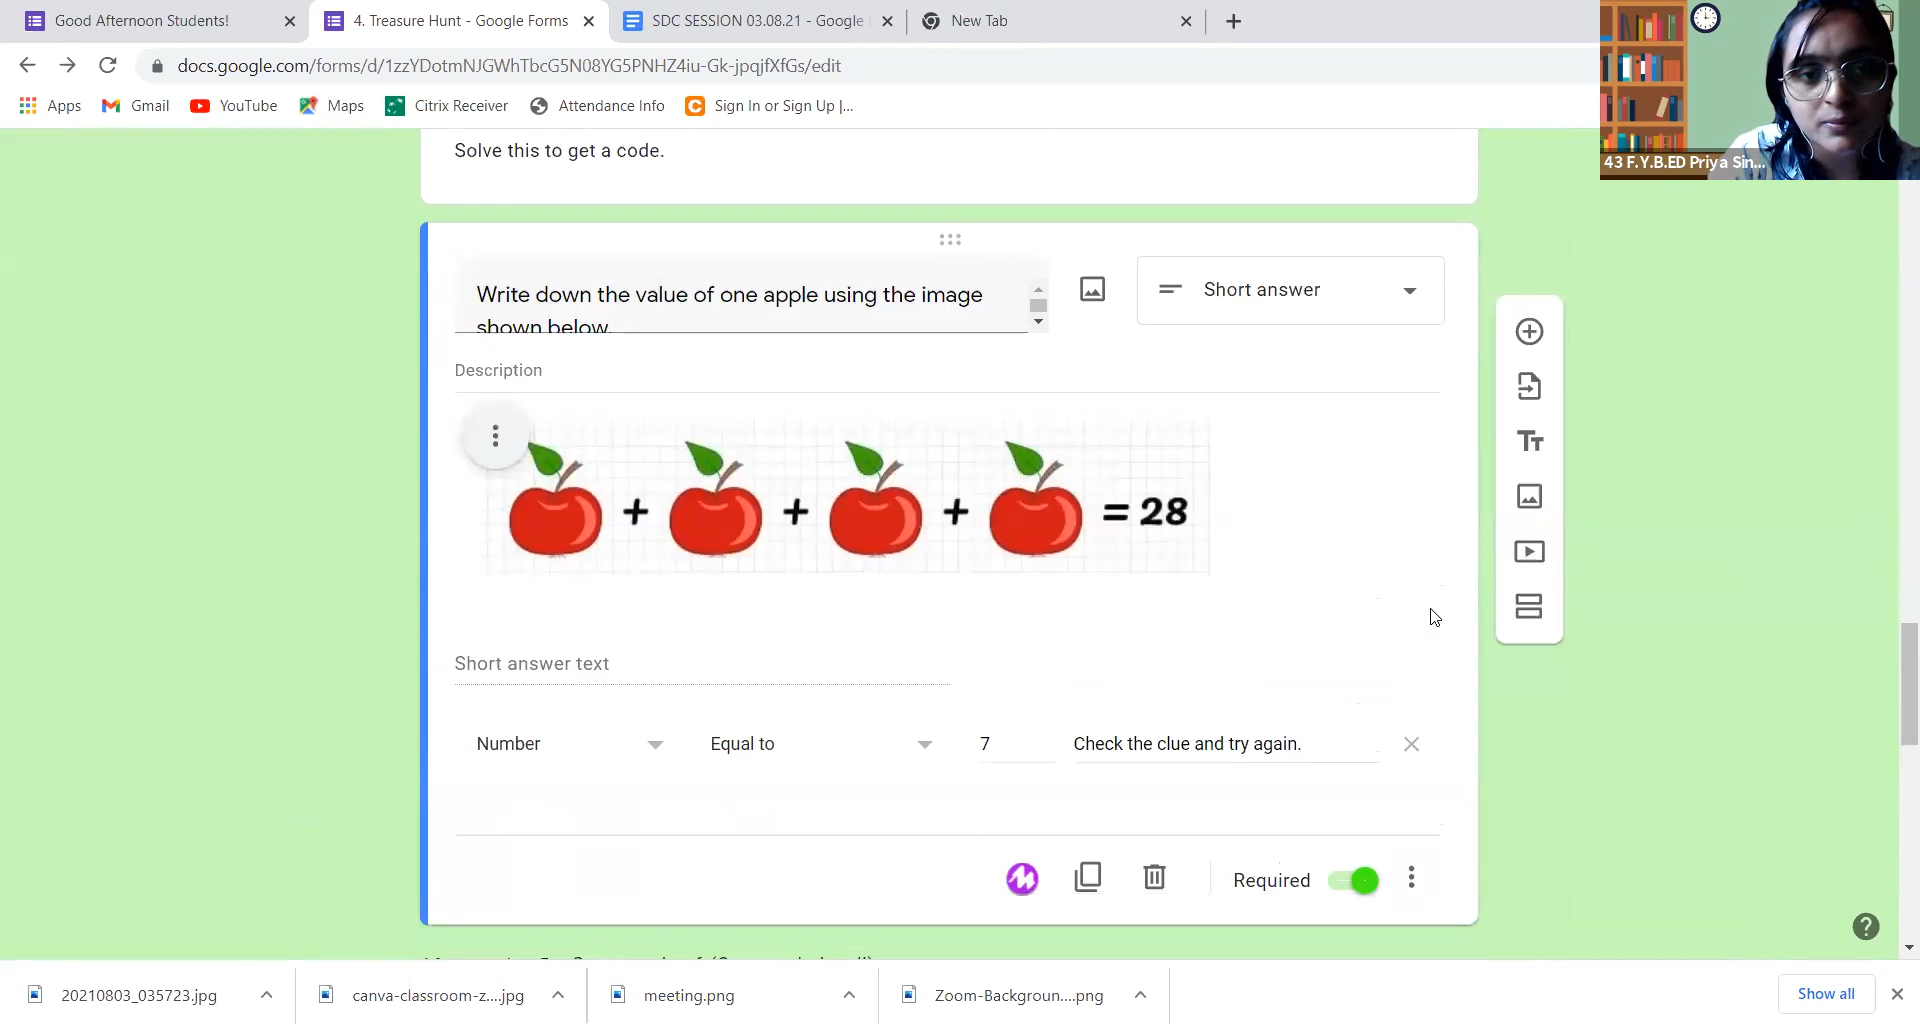 Good Afternoon Students!
4. Treasure Hunt - Google Forms
SDC SESSION 03.08.21 - Google
New Tab
docs.google.com/forms/d/1zzYDotmNJGWhTbcG5N08YG5PNHZ4iu-Gk-jpqjfXfGs/edit
Apps
Gmail
YouTube
Maps
Citrix Receiver
Attendance Info
Sign In or Sign Up |...
43 F.Y.B.ED Priya Sin...
Solve this to get a code.
Write down the value of one apple using the image
shown below.
Short answer
Description
+ + + = 28
Short answer text
Number
Equal to
7
Check the clue and try again.
Required
20210803_035723.jpg
canva-classroom-z....jpg
meeting.png
Zoom-Backgroun....png
Show all